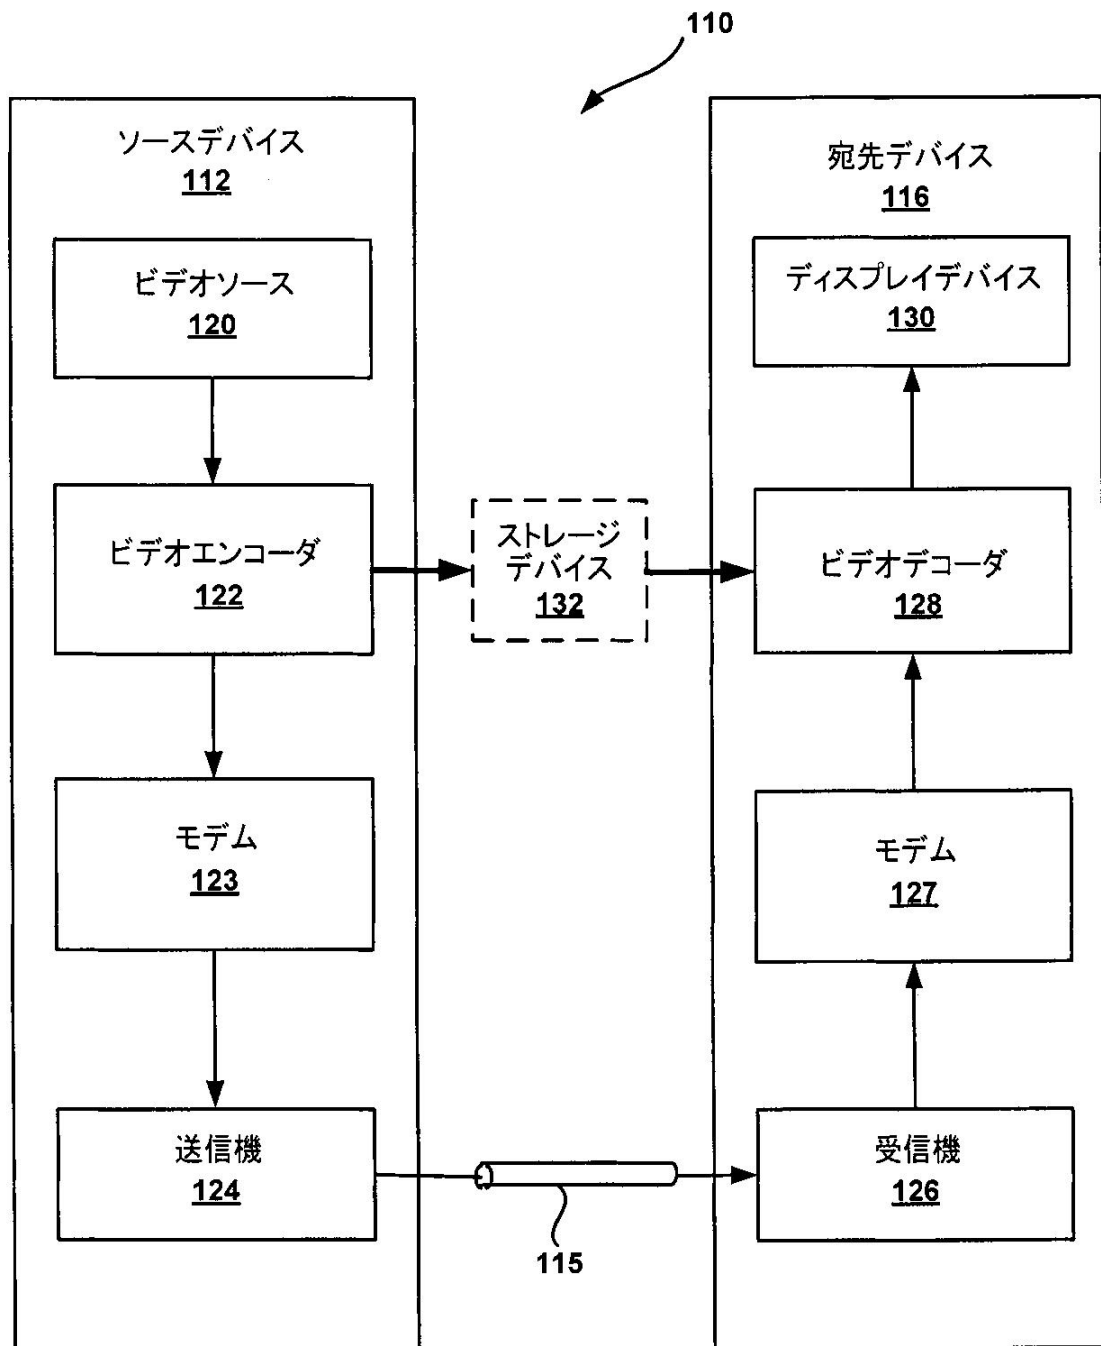 110
ソースデバイス
112
ビデオソース
120
ビデオエンコーダ
122
モデム
123
送信機
124
ストレージ
デバイス
132
115
宛先デバイス
116
ディスプレイデバイス
130
ビデオデコーダ
128
モデム
127
受信機
126